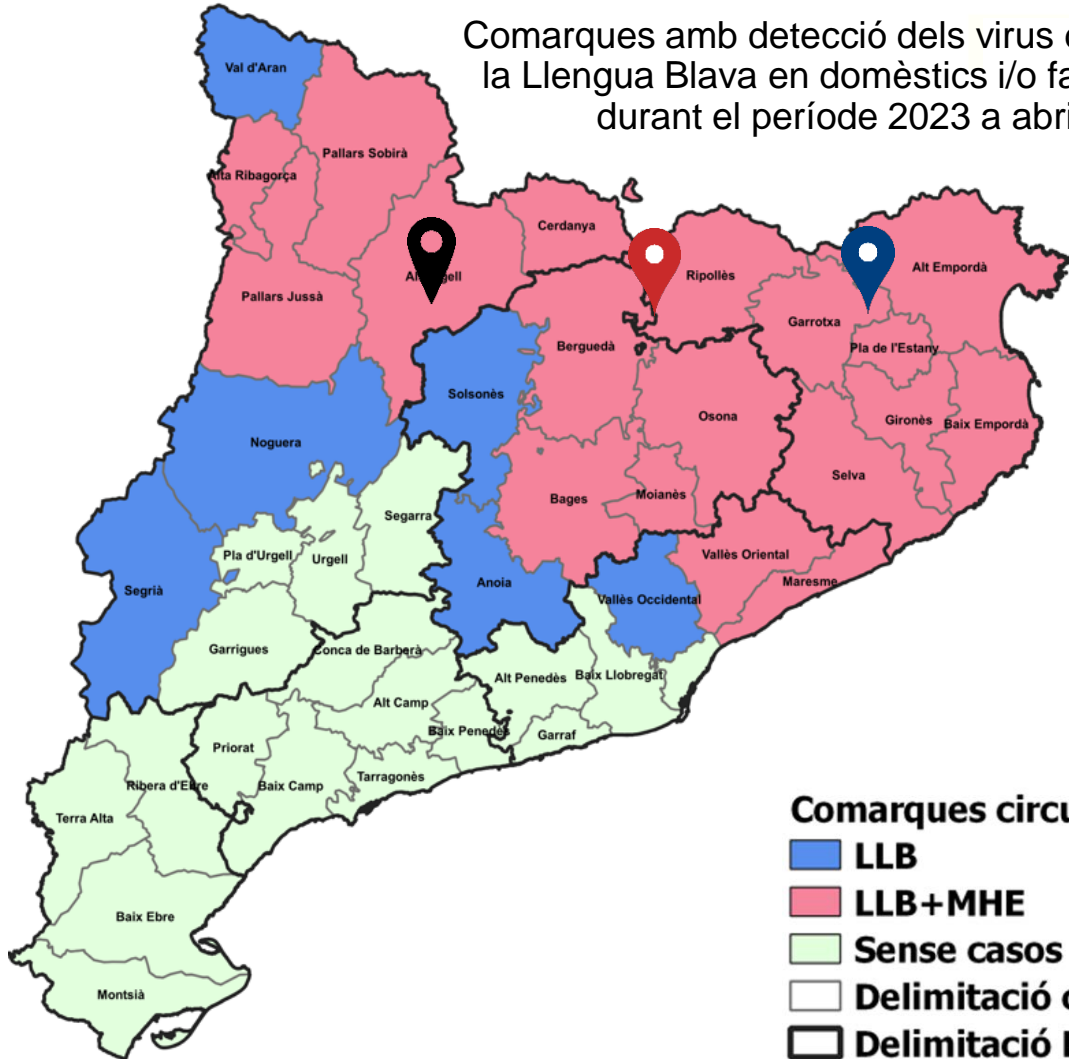 Comarques amb detecció dels virus
la Llengua Blava en domèstics i/o
durant el període 2023 a
Val d'Aran
Pallars Sobirà
Alta Ribagorça
Cerdanya
Ripollès
Alt Empordà
Pallars Jussà
Garrotxa
Berguedà
Pla de l'Estany
Solsonès
Osona
Gironès
Baix Empordà
Noguera
Selva
Bages
Moianès
Segarra
Pla d'Urgell
Urgell
Vallès Oriental
Segrià
Anoia
Maresme
Vallès Occidental
Garrigues
Conca de Barberà
Alt Penedès
Baix Llobregat
Alt Camp
Baix Penedès
Garraf
Priorat
Tarragonès
Ribera d'Ebre
Baix Camp
Terra Alta
Baix Ebre
Montsià
Comarques
LLB
LLB+MHE
Sense casos
Delimitació
Delimitació